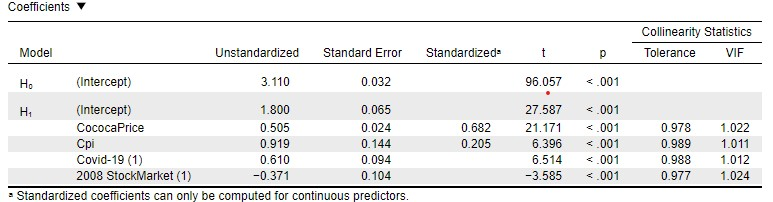 Coefficients ▼
Collinearity Statistics
Model Unstandardized Standard Error Standardizedᵃ t p Tolerance VIF
H₀ (Intercept) 3.110 0.032 96.057 < .001
H₁ (Intercept) 1.800 0.065 27.587 < .001
CococaPrice 0.505 0.024 0.682 21.171 < .001 0.978 1.022
Cpi 0.919 0.144 0.205 6.396 < .001 0.989 1.011
Covid-19 (1) 0.610 0.094 6.514 < .001 0.988 1.012
2008 StockMarket (1) −0.371 0.104 −3.585 < .001 0.977 1.024
ᵃ Standardized coefficients can only be computed for continuous predictors.